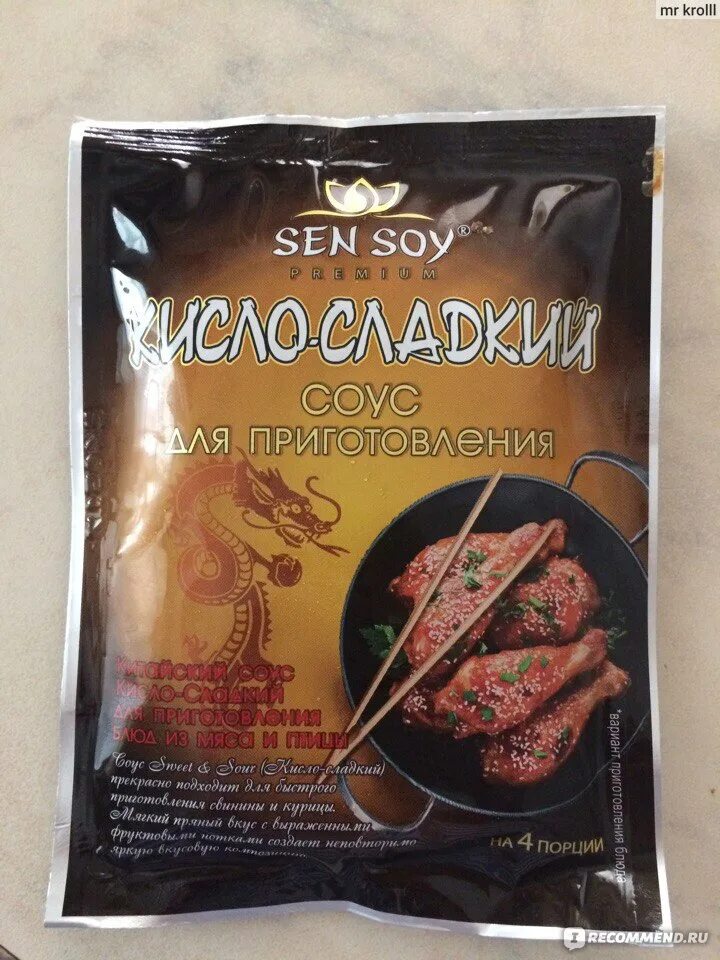 mr krolll
SEN SOY®
PREMIUM
КИСЛО-СЛАДКИЙ
СОУС
ДЛЯ ПРИГОТОВЛЕНИЯ
КИТАЙСКИЙ СОУС
КИСЛО-СЛАДКИЙ
ДЛЯ ПРИГОТОВЛЕНИЯ
БЛЮД ИЗ МЯСА И ПТИЦЫ
Соус Sweet & Sour (Кисло-сладкий)
прекрасно подходит для быстрого
приготовления свинины и курицы.
Мягкий пряный вкус с выраженными
фруктовыми нотками создает неповторимо
яркую вкусовую композицию
НА 4 ПОРЦИИ
*вариант приготовления блюда
IRECOMMEND.RU